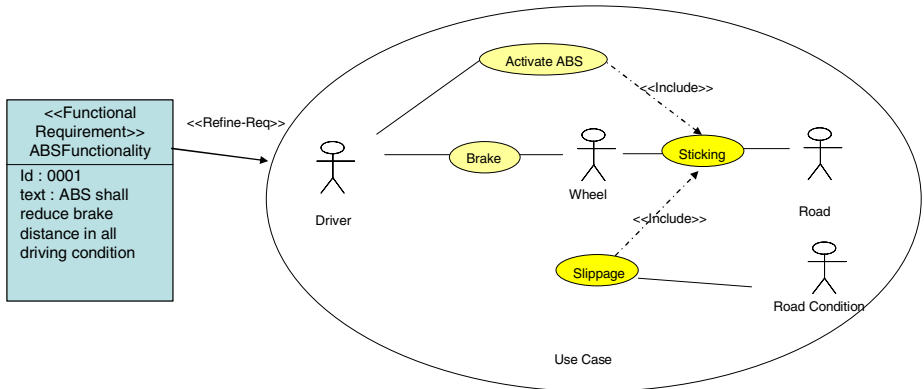 <<Functional
Requirement>>
ABSFunctionality
Id : 0001
text : ABS shall
reduce brake
distance in all
driving condition
<<Refine-Req>>
Activate ABS
<<Include>>
Brake
Sticking
Driver
Wheel
Road
<<Include>>
Slippage
Road Condition
Use Case